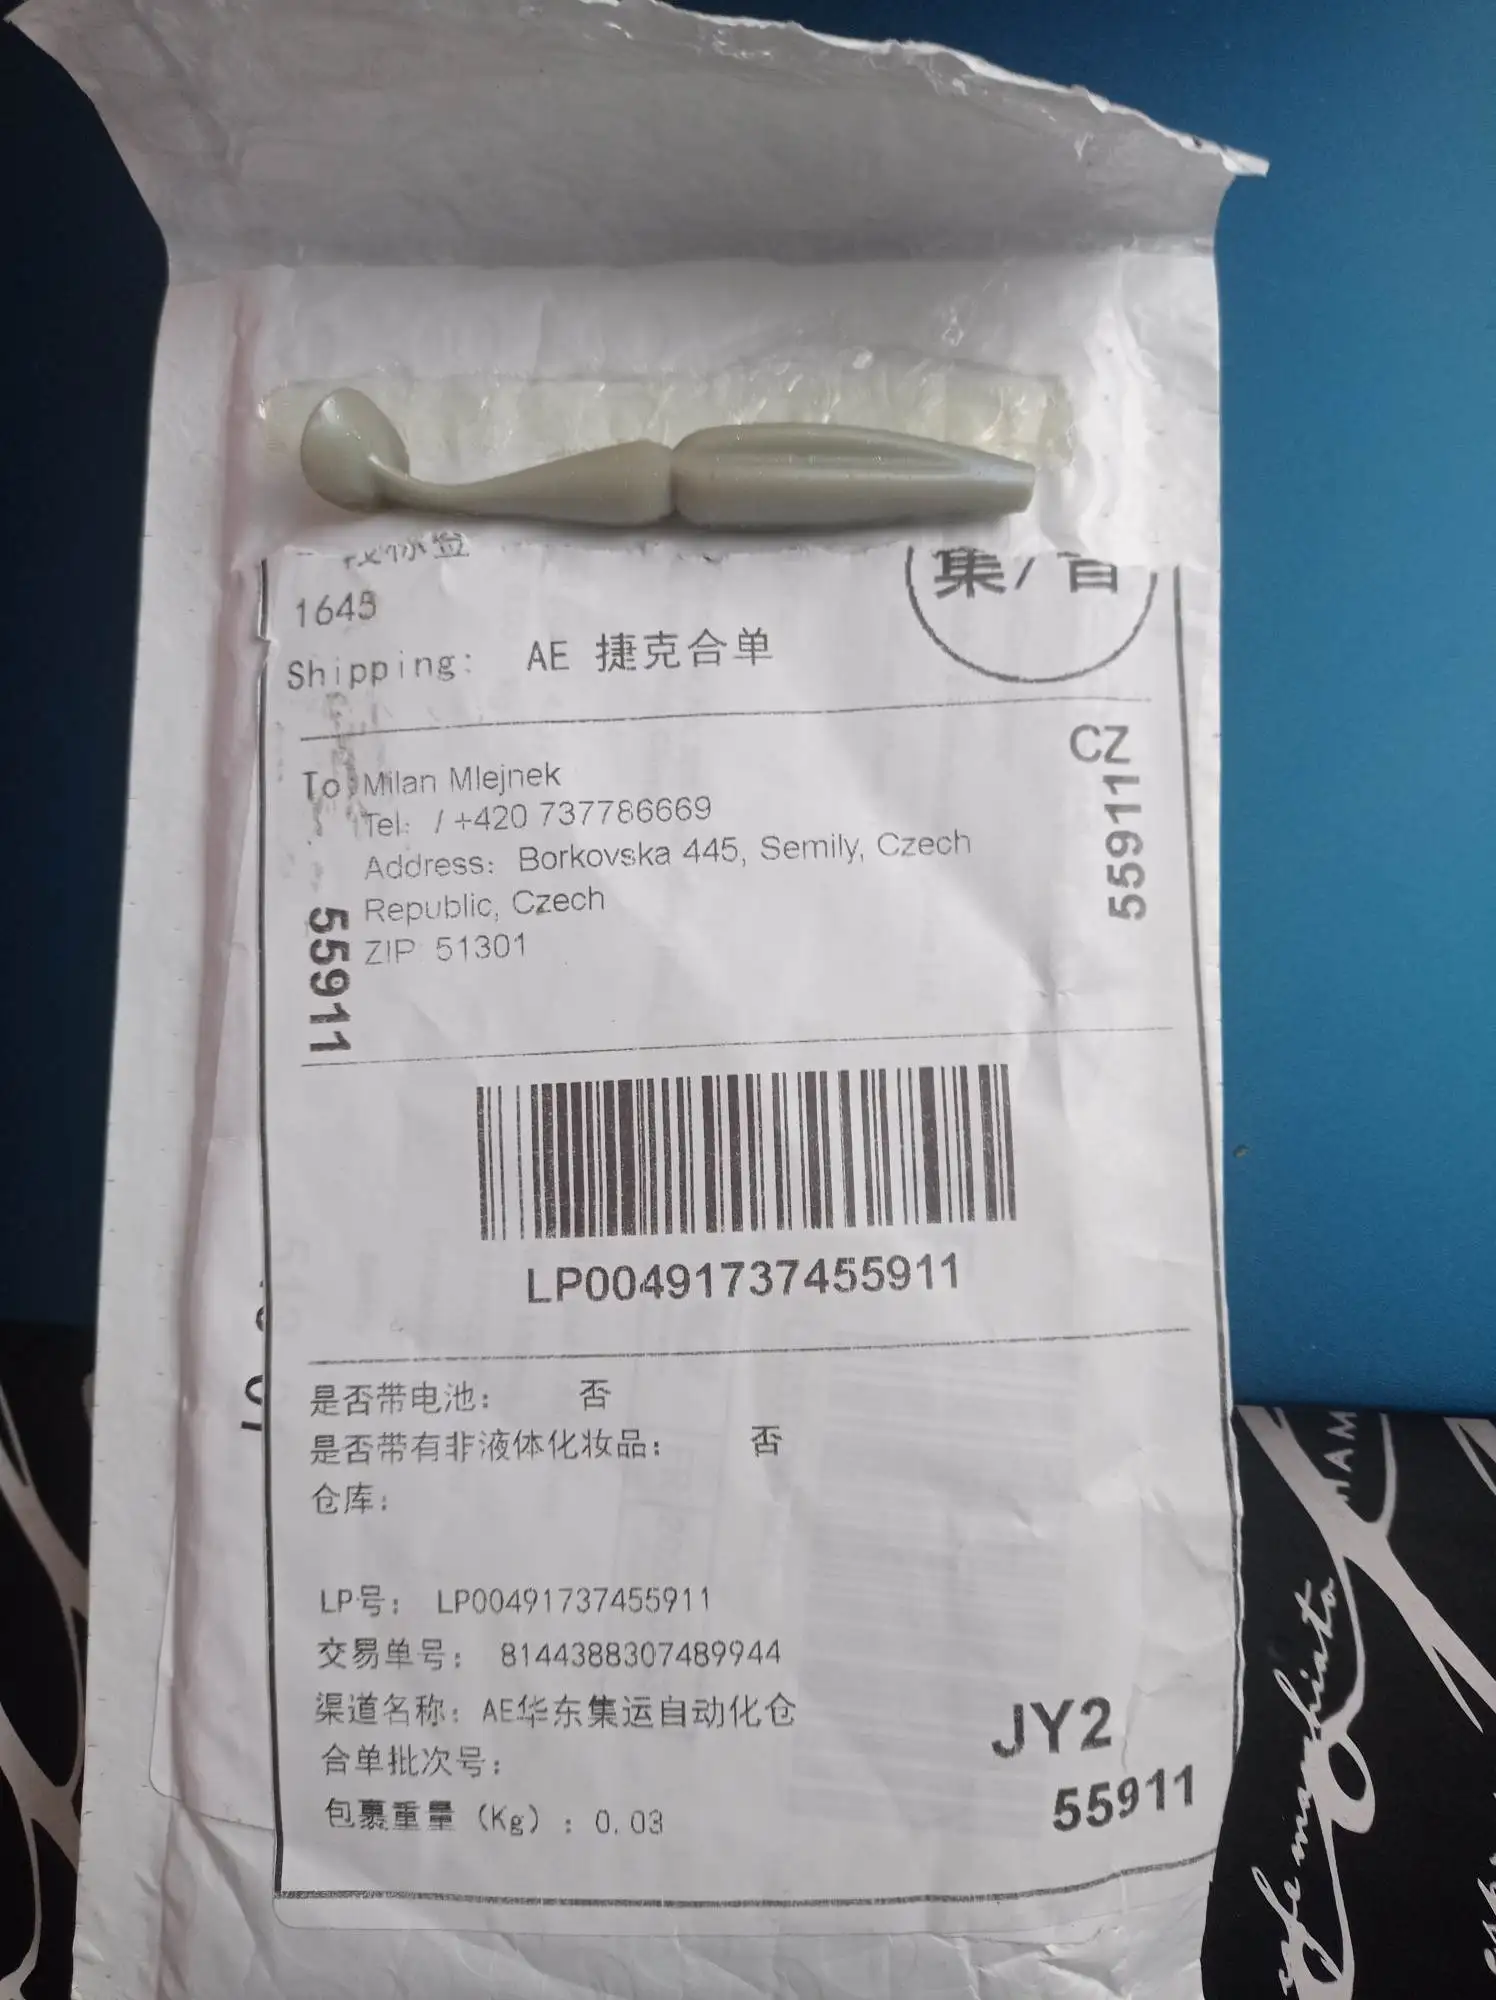 集/
1645
Shipping: AE 捷克合单
CZ
55911
To Milan Mlejnek
Tel: / +420 737786669
Address: Borkovska 445, Semily, Czech
Republic, Czech
ZIP 51301
55911
LP00491737455911
是否带电池: 否
是否带有非液体化妆品: 否
仓库:
LP号: LP00491737455911
交易单号: 8144388307489944
渠道名称: AE华东集运自动化仓
合单批次号:
包裹重量 (Kg) : 0.03
JY2
55911